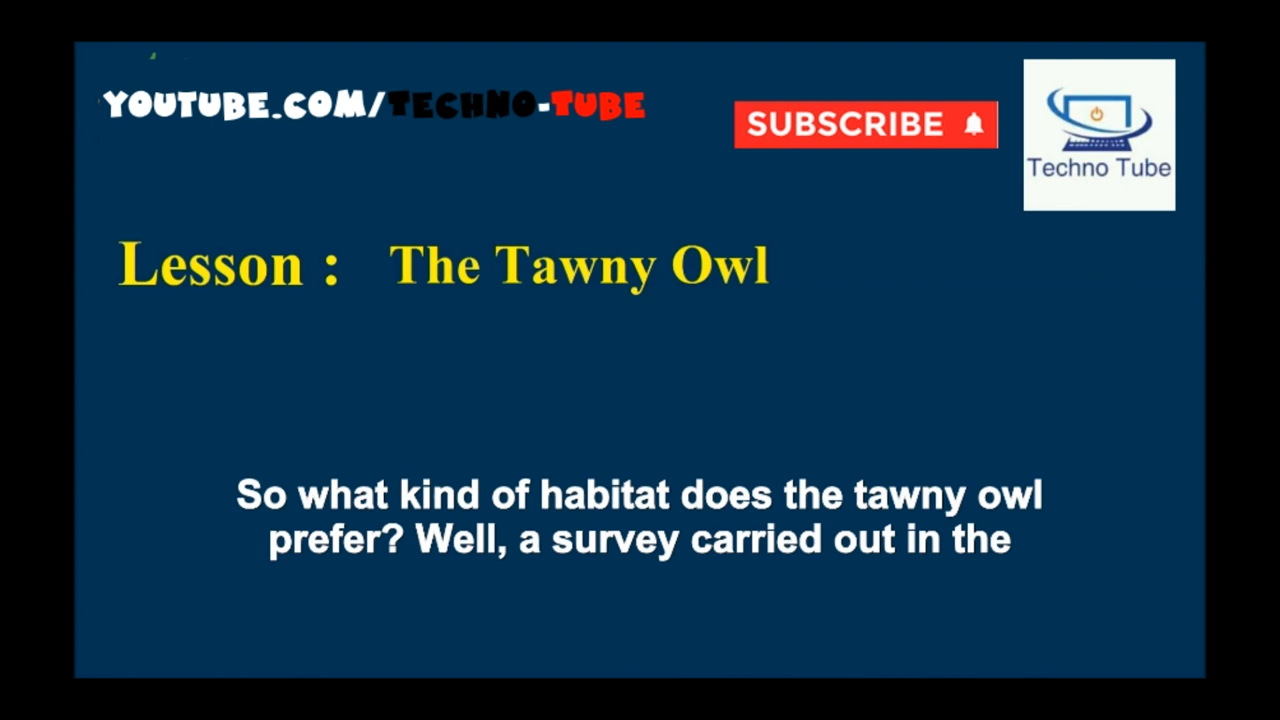 YOUTUBE.COM/TECHNO-TUBE
SUBSCRIBE
Techno Tube
Lesson : The Tawny Owl
So what kind of habitat does the tawny owl
prefer? Well, a survey carried out in the